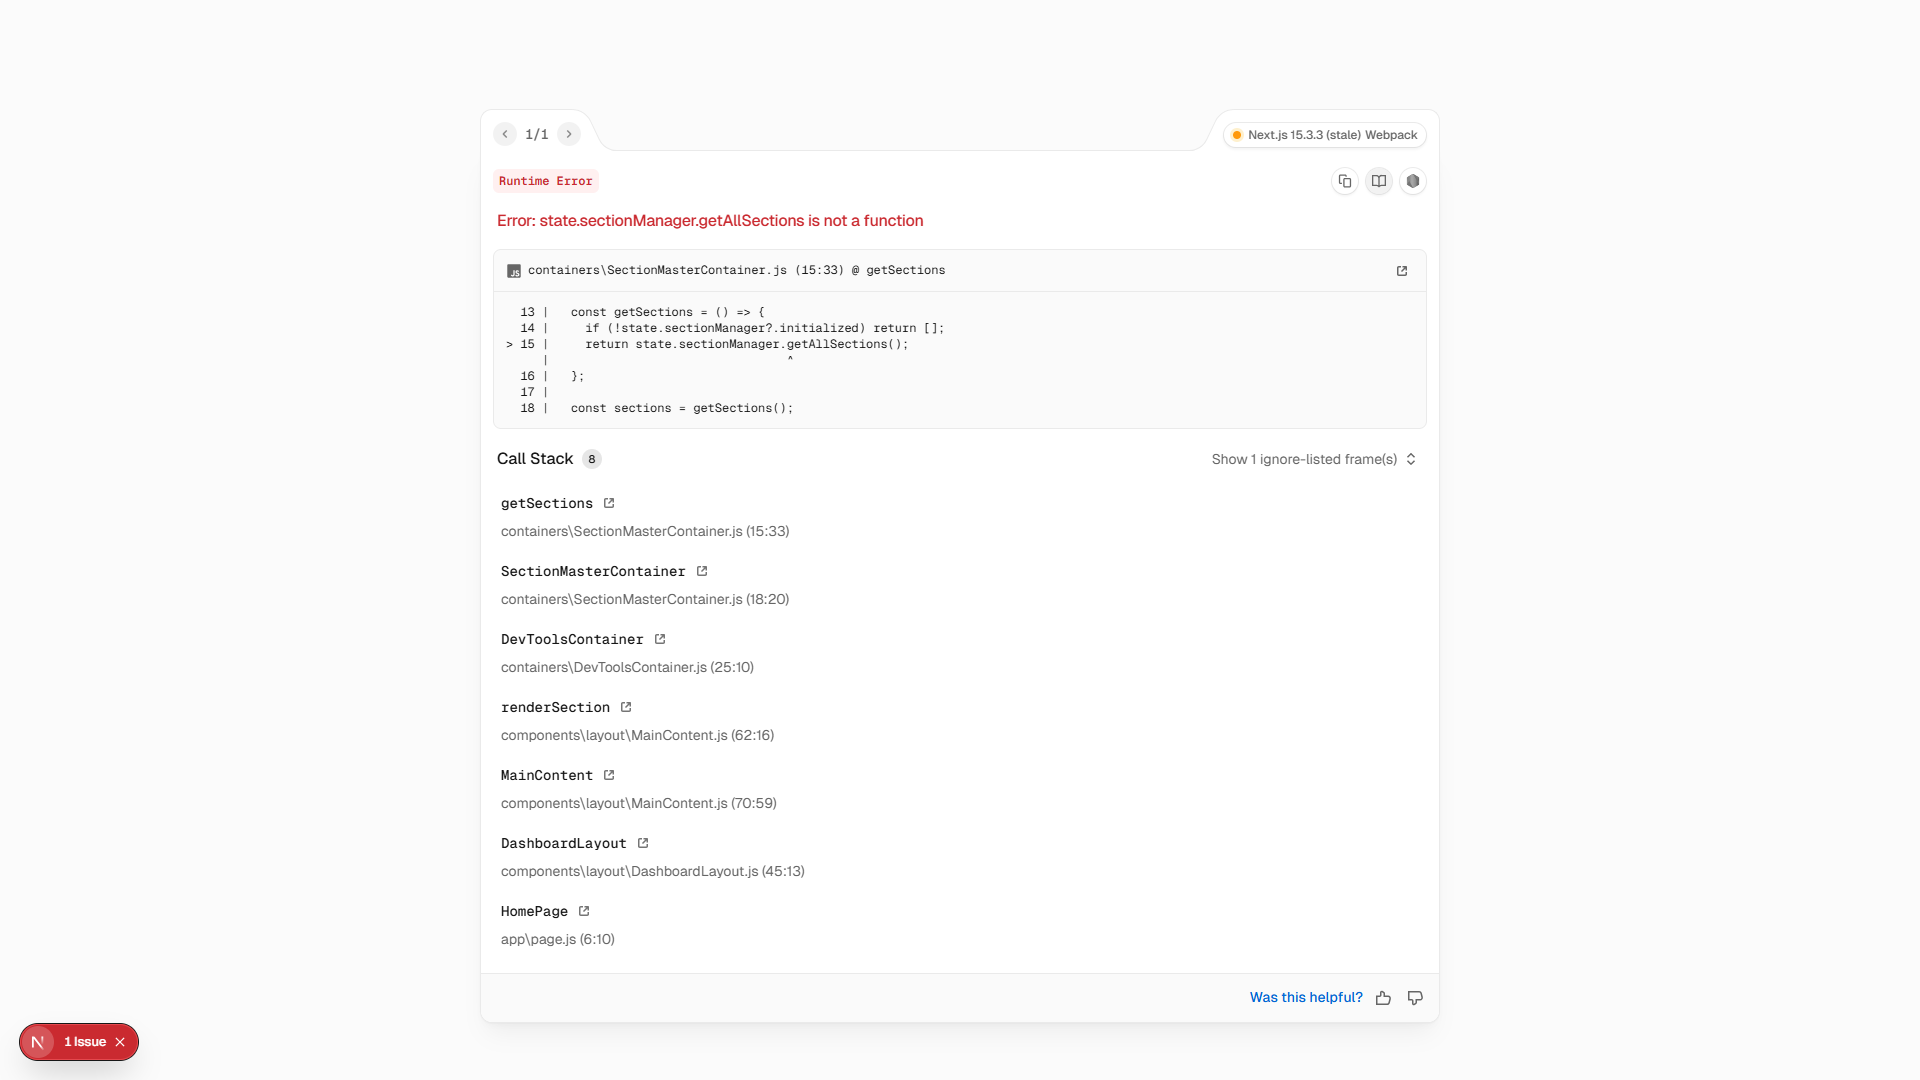 1/1
Next.js 15.3.3 (stale) Webpack
Runtime Error
Error: state.sectionManager.getAllSections is not a function
JS containers\SectionMasterContainer.js (15:33) @ getSections
  13 |   const getSections = () => {
  14 |     if (!state.sectionManager?.initialized) return [];
> 15 |     return state.sectionManager.getAllSections();
     |                                 ^
  16 |   };
  17 |
  18 |   const sections = getSections();
Call Stack 8
Show 1 ignore-listed frame(s)
getSections
containers\SectionMasterContainer.js (15:33)
SectionMasterContainer
containers\SectionMasterContainer.js (18:20)
DevToolsContainer
containers\DevToolsContainer.js (25:10)
renderSection
components\layout\MainContent.js (62:16)
MainContent
components\layout\MainContent.js (70:59)
DashboardLayout
components\layout\DashboardLayout.js (45:13)
HomePage
app\page.js (6:10)
Was this helpful?
N 1 Issue